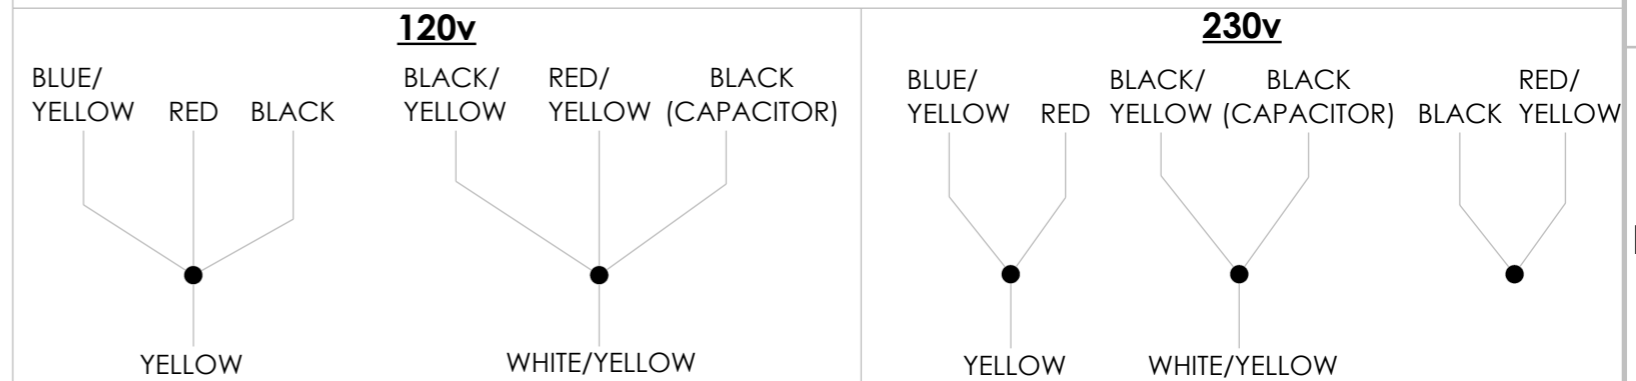 120v
BLUE/
YELLOW
RED
BLACK
BLACK/
YELLOW
RED/
YELLOW
BLACK
(CAPACITOR)
YELLOW
WHITE/YELLOW
230v
BLUE/
YELLOW
RED
BLACK/
YELLOW
BLACK
(CAPACITOR)
BLACK
RED/
YELLOW
YELLOW
WHITE/YELLOW